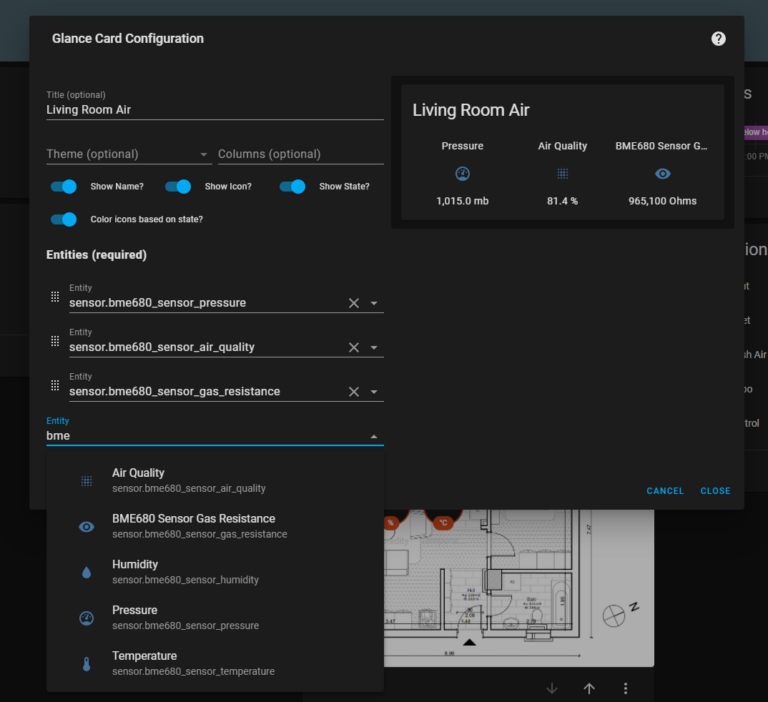 Glance Card Configuration
Title (optional)
Living Room Air
Theme (optional)
Columns (optional)
Show Name?
Show Icon?
Show State?
Color icons based on state?
Entities (required)
Entity
sensor.bme680_sensor_pressure
Entity
sensor.bme680_sensor_air_quality
Entity
sensor.bme680_sensor_gas_resistance
Entity
bme
Air Quality
sensor.bme680_sensor_air_quality
BME680 Sensor Gas Resistance
sensor.bme680_sensor_gas_resistance
Humidity
sensor.bme680_sensor_humidity
Pressure
sensor.bme680_sensor_pressure
Temperature
sensor.bme680_sensor_temperature
Living Room Air
Pressure
Air Quality
BME680 Sensor G...
1,015.0 mb
81.4 %
965,100 Ohms
CANCEL
CLOSE
%
°C
N